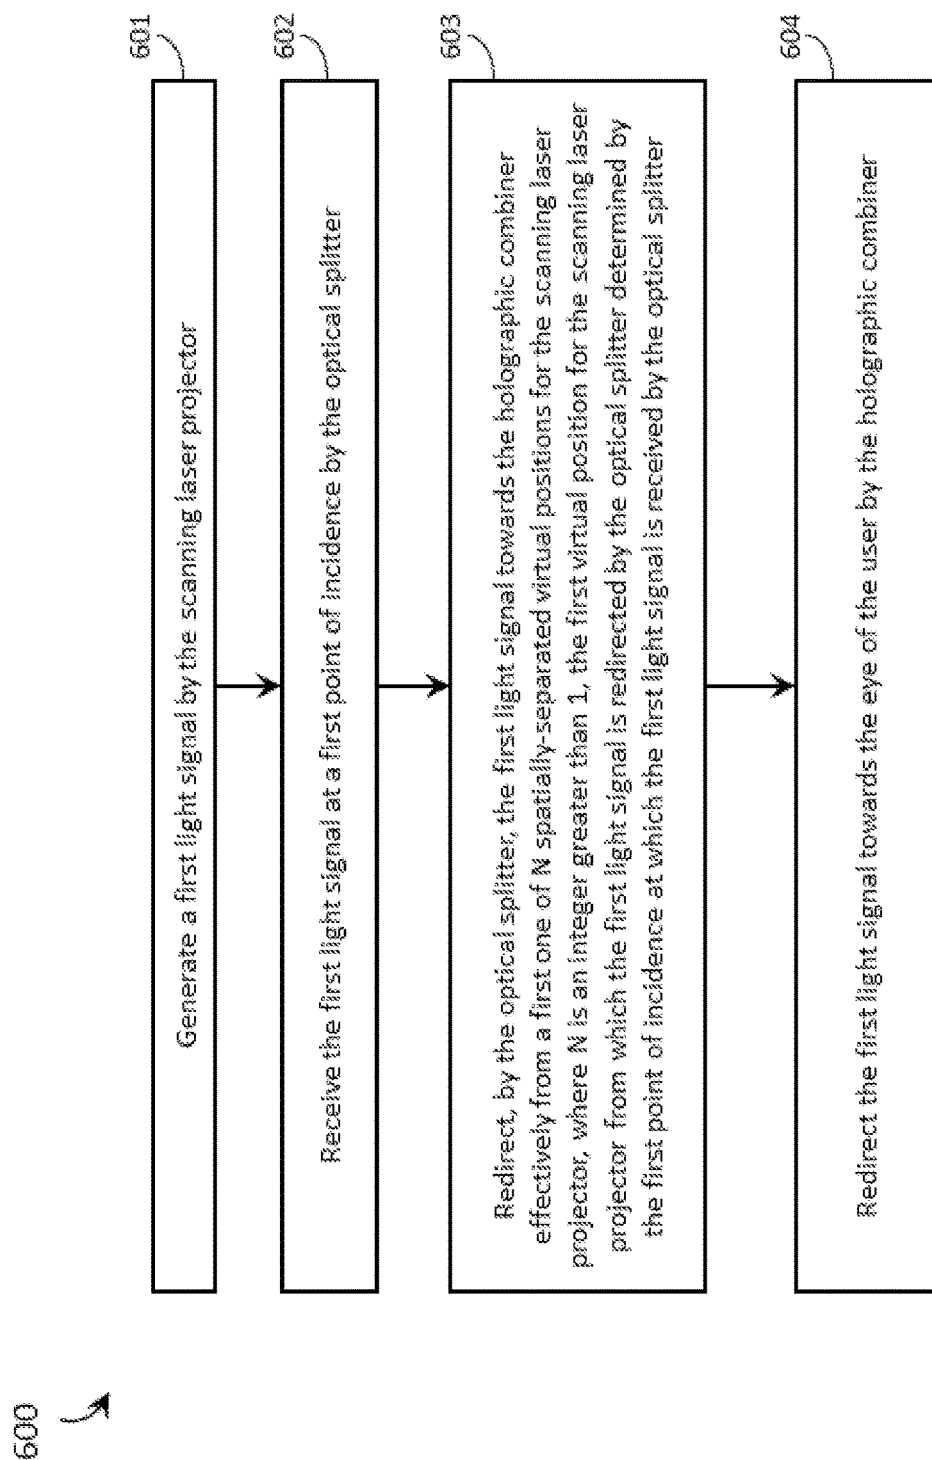 600
601
Generate a first light signal by the scanning laser projector
602
Receive the first light signal at a first point of incidence by the optical splitter
603
Redirect, by the optical splitter, the first light signal towards the holographic combiner
effectively from a first one of N spatially-separated virtual positions for the scanning laser
projector, where N is an integer greater than 1, the first virtual position for the scanning laser
projector from which the first light signal is redirected by the optical splitter determined by
the first point of incidence at which the first light signal is received by the optical splitter
604
Redirect the first light signal towards the eye of the user by the holographic combiner